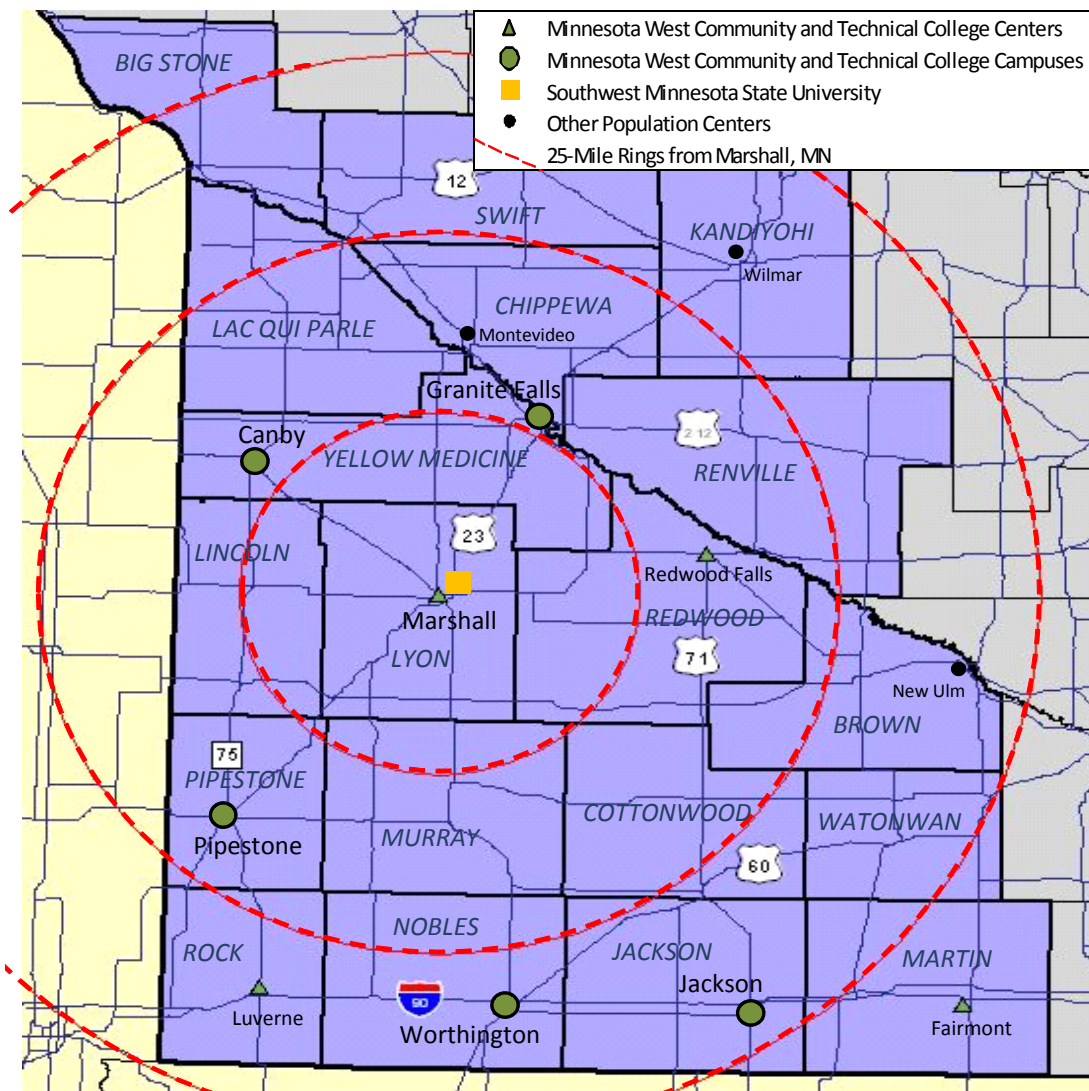 Minnesota West Community and Technical College Centers
Minnesota West Community and Technical College Campuses
Southwest Minnesota State University
Other Population Centers
25-Mile Rings from Marshall, MN
BIG STONE
12
SWIFT
KANDIYOHI
Wilmar
CHIPPEWA
LAC QUI PARLE
Montevideo
Granite Falls
Canby
212
YELLOW MEDICINE
RENVILLE
23
LINCOLN
Redwood Falls
Marshall
REDWOOD
LYON
71
New Ulm
BROWN
75
PIPESTONE
COTTONWOOD
WATONWAN
MURRAY
Pipestone
60
NOBLES
ROCK
JACKSON
MARTIN
Jackson
90
Luverne
Worthington
Fairmont